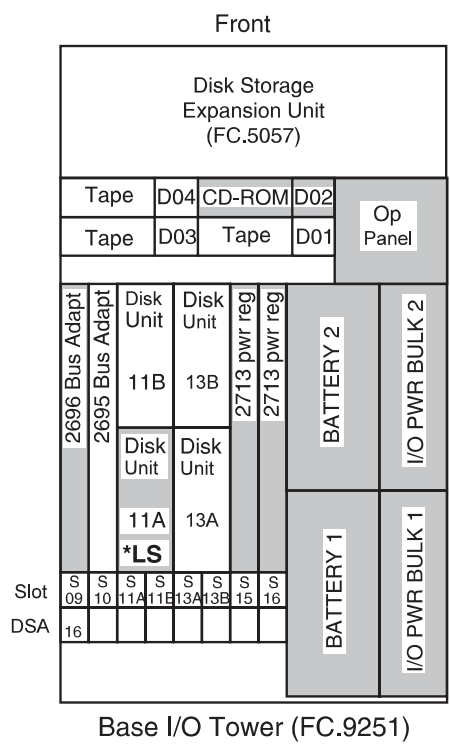 Front
Disk Storage
Expansion Unit
(FC.5057)
Tape D04 CD-ROM D02
Tape D03 Tape D01
Op
Panel
2696 Bus Adapt
2695 Bus Adapt
Disk
Unit
11B
Disk
Unit
13B
2713 pwr reg
2713 pwr reg
BATTERY 2
I/O PWR BULK 2
Disk
Unit
11A
*LS
Disk
Unit
13A
BATTERY 1
I/O PWR BULK 1
Slot S S S S S S S S
09 10 11A 11B 13A 13B 15 16
DSA 16
Base I/O Tower (FC.9251)